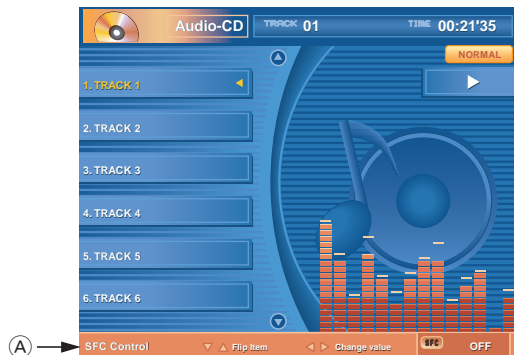 Audio-CD TRACK 01 TIME 00:21'35
NORMAL
1. TRACK 1
2. TRACK 2
3. TRACK 3
4. TRACK 4
5. TRACK 5
6. TRACK 6
A SFC Control Flip Item Change value SFC OFF